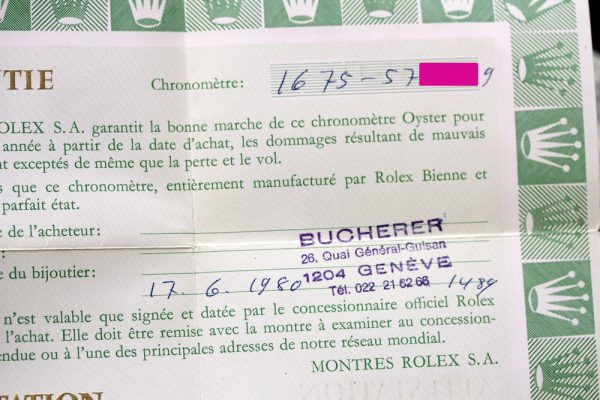 TIE
Chronomètre: 1675-57 9
ROLEX S. A. garantit la bonne marche de ce chronomètre Oyster pour
année à partir de la date d'achat, les dommages résultant de mauvais
nt exceptés de même que la perte et le vol.
s que ce chronomètre, entièrement manufacturé par Rolex Bienne et
parfait état.
e de l'acheteur:
BUCHERER
26, Quai Général-Guisan
e du bijoutier:
1204 GENÈVE
17. 6. 1980
Tél. 022 21 62 66
1489
n'est valable que signée et datée par le concessionnaire officiel Rolex
l'achat. Elle doit être remise avec la montre à examiner au concession-
endue ou à l'une des principales adresses de notre réseau mondial.
MONTRES ROLEX S. A.
TATION